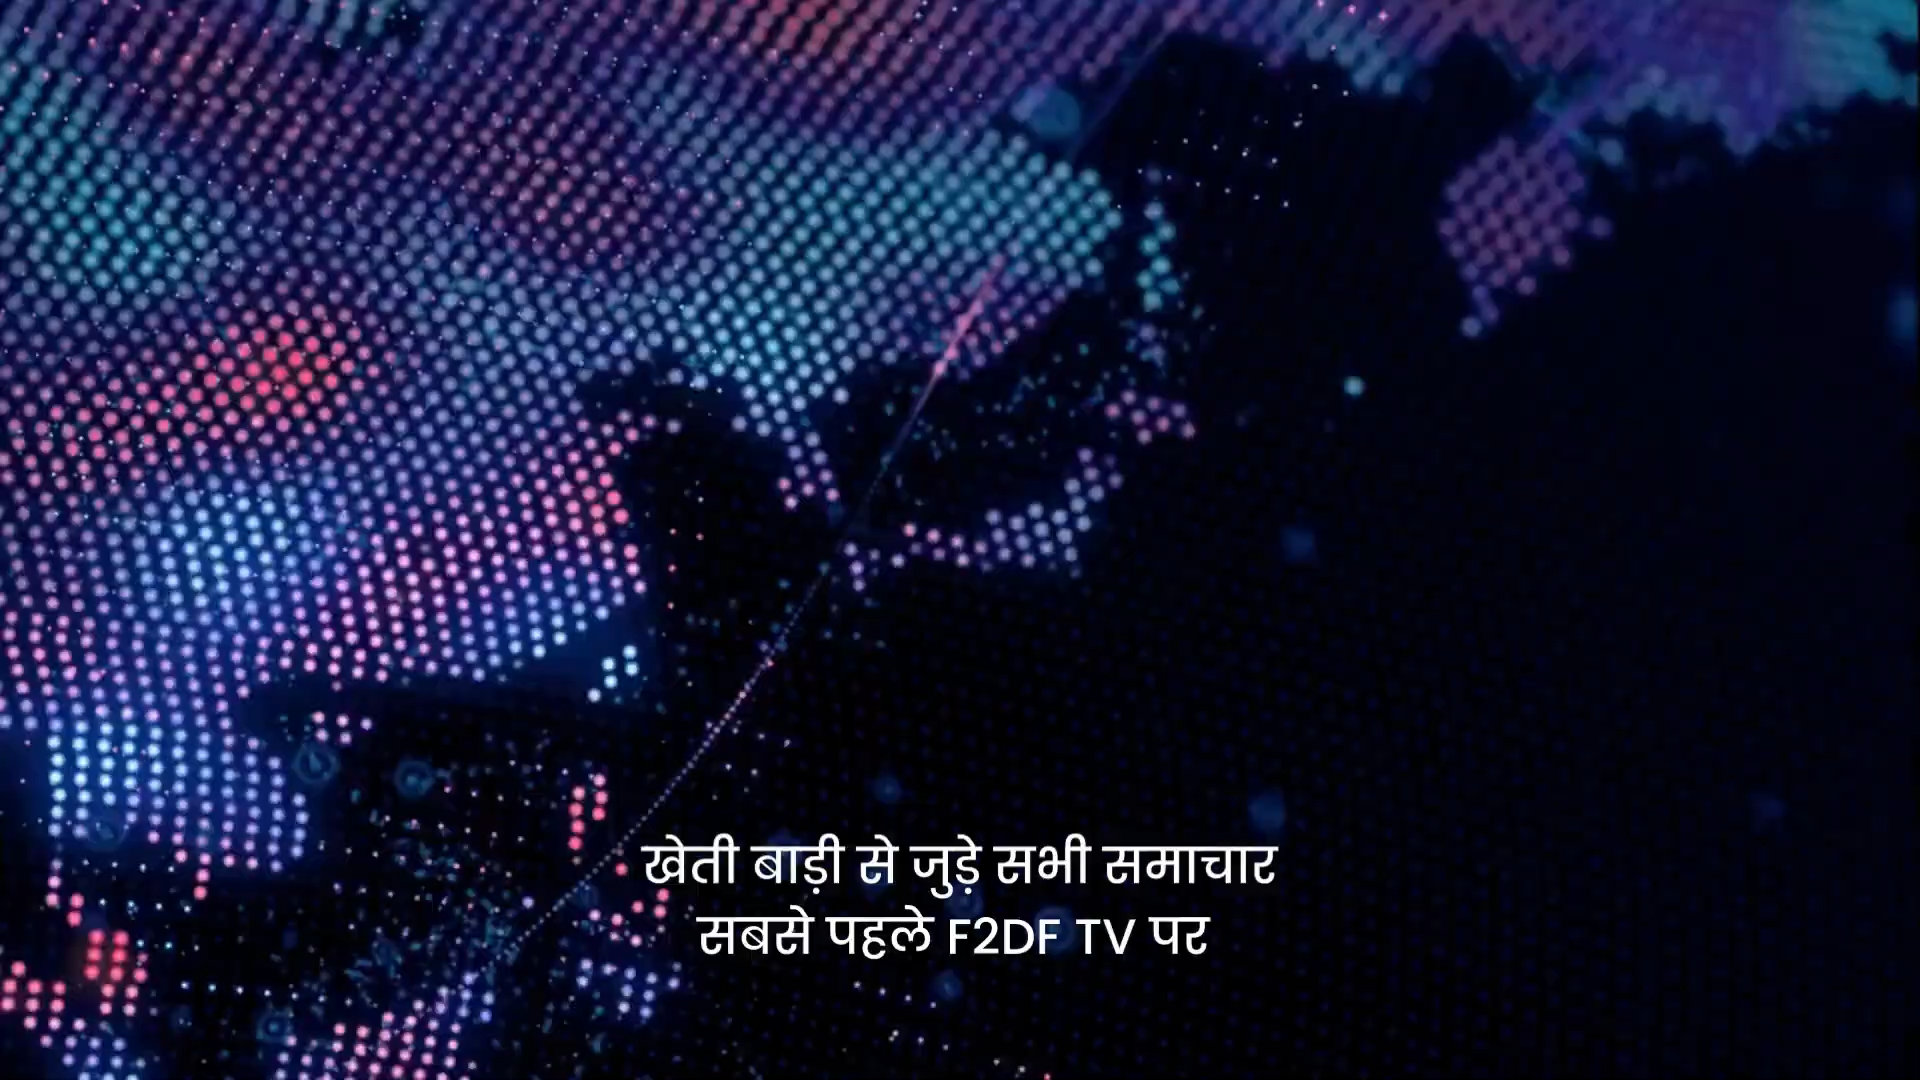 खेती बाड़ी से जुड़े सभी समाचार
सबसे पहले F2DF TV पर